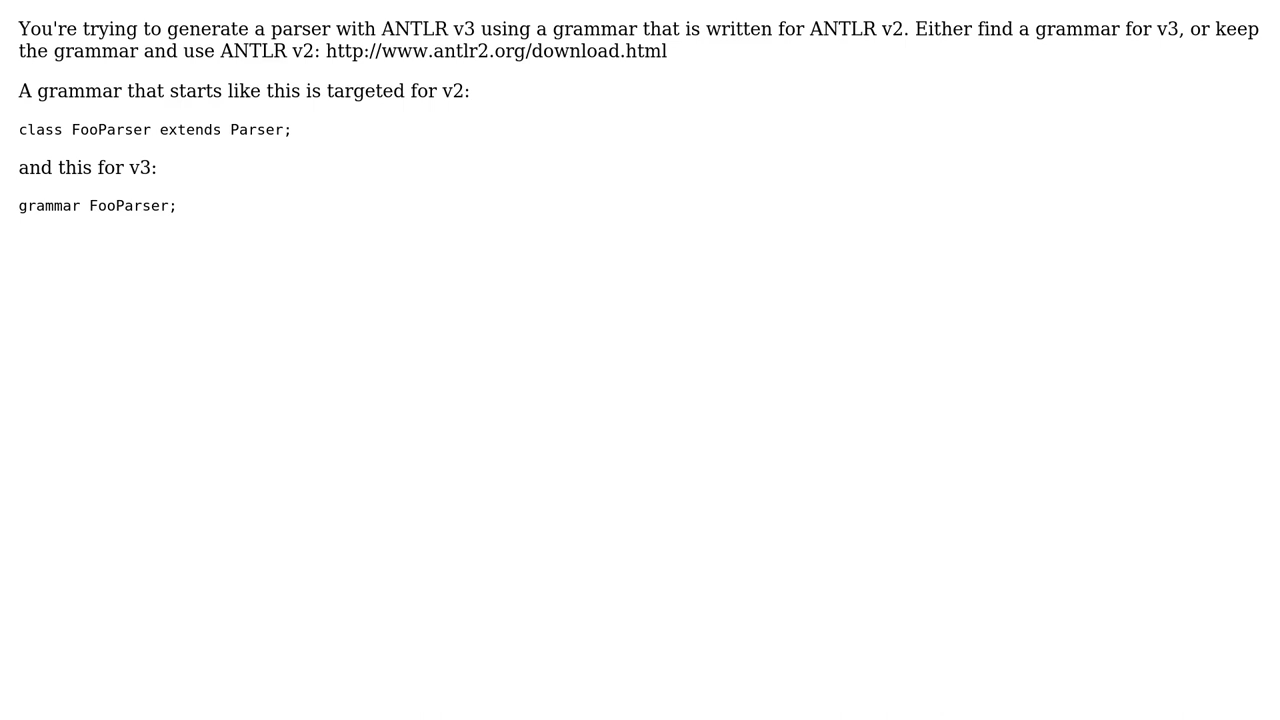 You're trying to generate a parser with ANTLR v3 using a grammar that is written for ANTLR v2. Either find a grammar for v3, or keep
the grammar and use ANTLR v2: http://www.antlr2.org/download.html
A grammar that starts like this is targeted for v2:
class FooParser extends Parser;
and this for v3:
grammar FooParser;